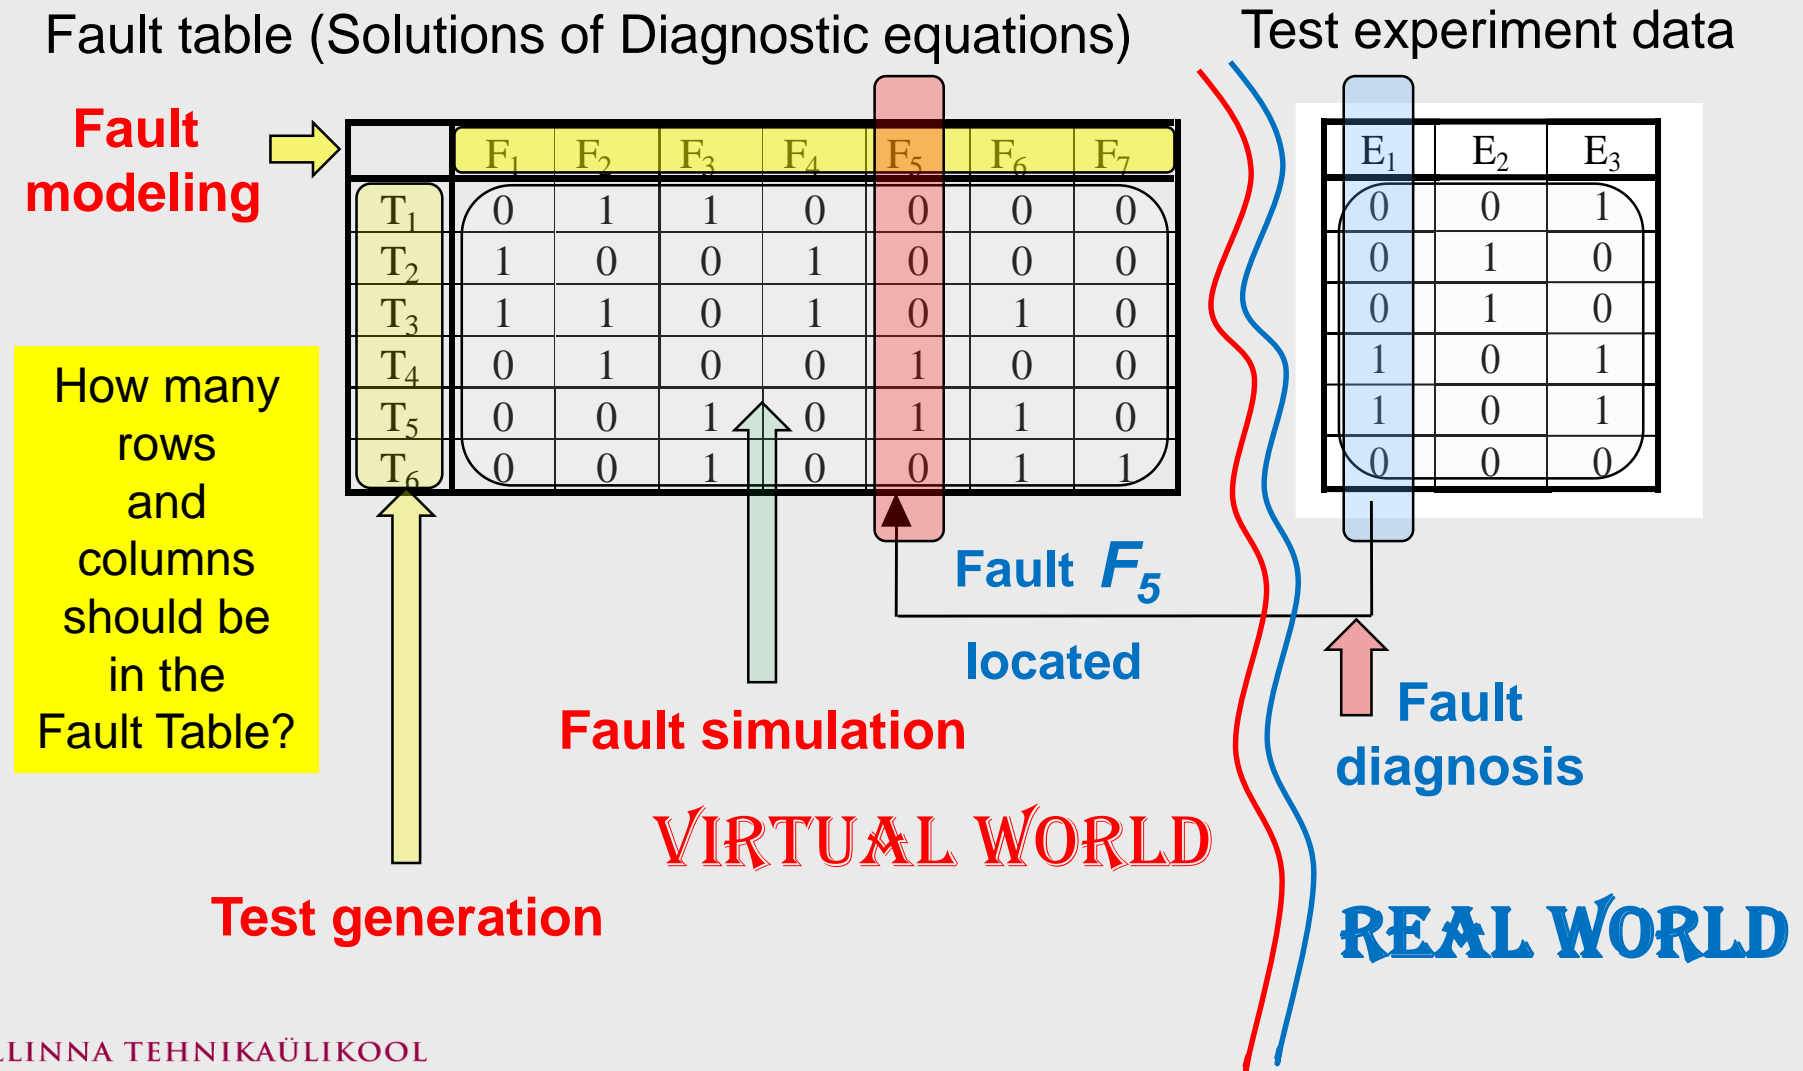 Fault table (Solutions of Diagnostic equations)
Test experiment data
Fault
modeling
F1 F2 F3 F4 F5 F6 F7
T1 0 1 1 0 0 0 0
T2 1 0 0 1 0 0 0
T3 1 1 0 1 0 1 0
T4 0 1 0 0 1 0 0
T5 0 0 1 0 1 1 0
T6 0 0 1 0 0 1 1
E1 E2 E3
0 0 1
0 1 0
0 1 0
1 0 1
1 0 1
0 0 0
How many
rows
and
columns
should be
in the
Fault Table?
Fault F5
located
Fault simulation
Fault
diagnosis
VIRTUAL WORLD
Test generation
REAL WORLD
LLINNA TEHNIKAÜLIKOOL